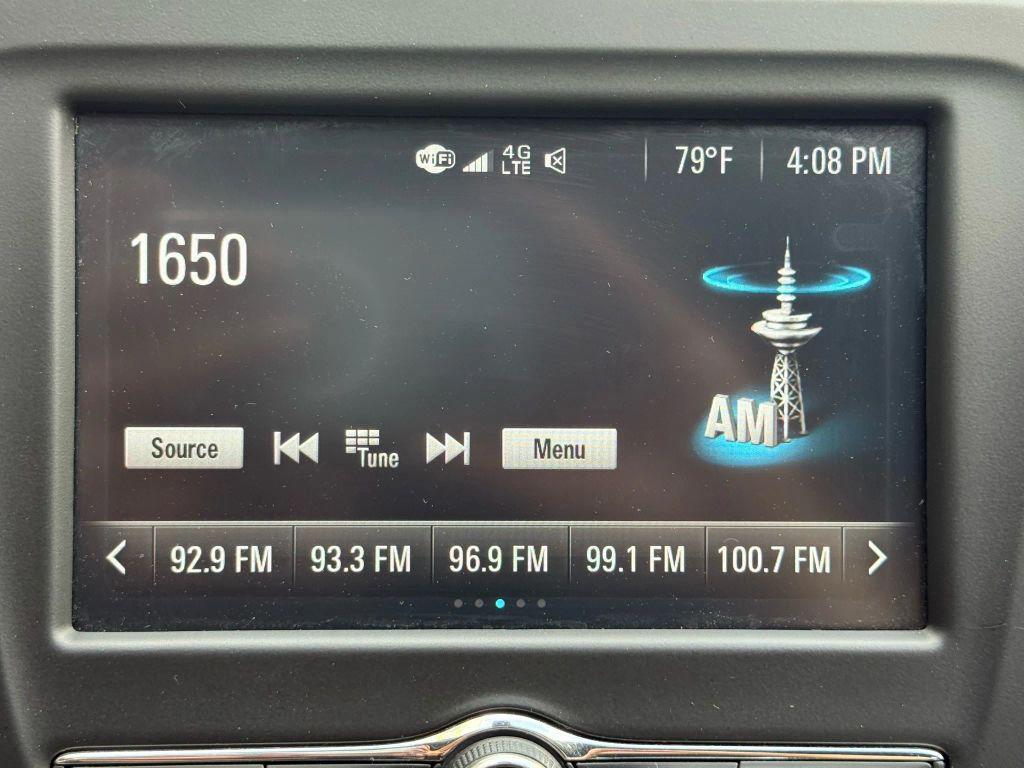 WiFi 4G LTE 79°F 4:08 PM
1650
AM
Source Tune Menu
92.9 FM 93.3 FM 96.9 FM 99.1 FM 100.7 FM